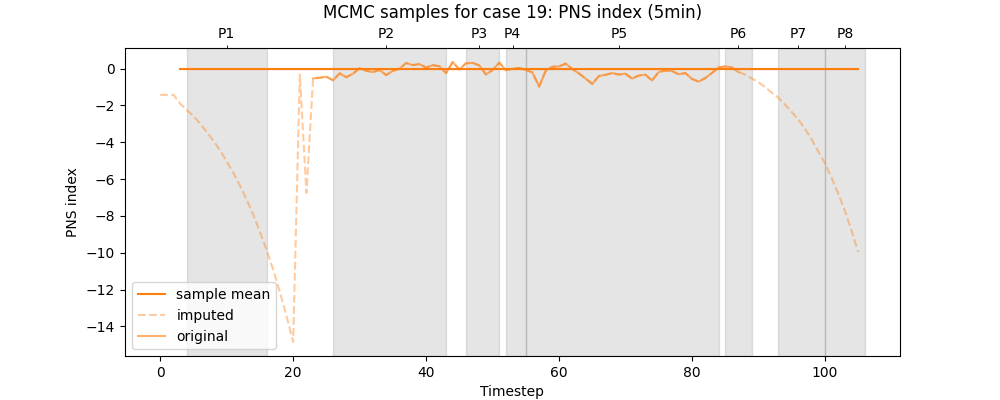 MCMC samples for case 19: PNS index (5min)
P1 P2 P3 P4 P5 P6 P7 P8
0
−2
−4
−6
−8
−10
−12
−14
PNS index
sample mean
imputed
original
0 20 40 60 80 100
Timestep